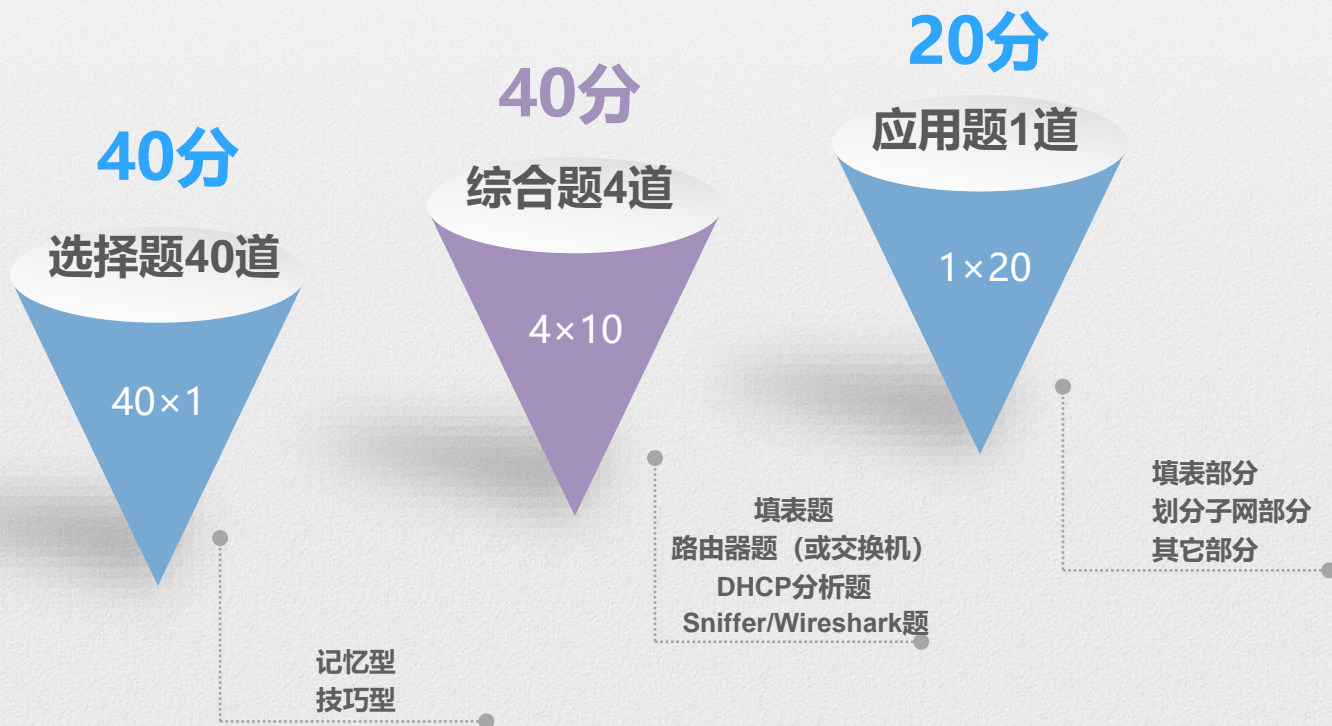 40分
选择题40道
40×1
记忆型
技巧型
40分
综合题4道
4×10
填表题
路由器题（或交换机）
DHCP分析题
Sniffer/Wireshark题
20分
应用题1道
1×20
填表部分
划分子网部分
其它部分